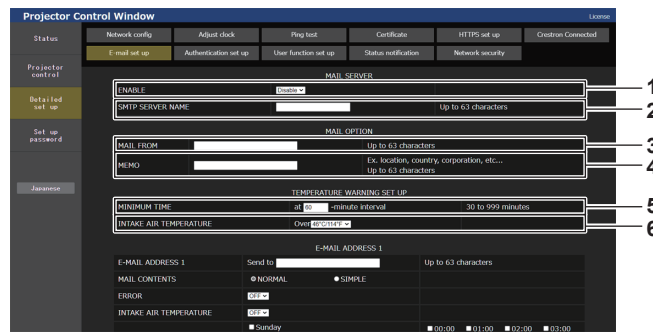 Projector Control Window
License
Status
Network config
Adjust clock
Ping test
Certificate
HTTPS set up
Crestron Connected
E-mail set up
Authentication set up
User function set up
Status notification
Network security
Projector control
Detailed set up
Set up password
Japanese
MAIL SERVER
ENABLE Disable 1
SMTP SERVER NAME Up to 63 characters 2
MAIL OPTION
MAIL FROM Up to 63 characters 3
MEMO Ex. location, country, corporation, etc... 4
Up to 63 characters
TEMPERATURE WARNING SET UP
MINIMUM TIME at 60 -minute interval 30 to 999 minutes 5
INTAKE AIR TEMPERATURE Over 46°C/114°F 6
E-MAIL ADDRESS 1
E-MAIL ADDRESS 1 Send to Up to 63 characters
MAIL CONTENTS NORMAL SIMPLE
ERROR OFF
INTAKE AIR TEMPERATURE OFF
Sunday 00:00 01:00 02:00 03:00